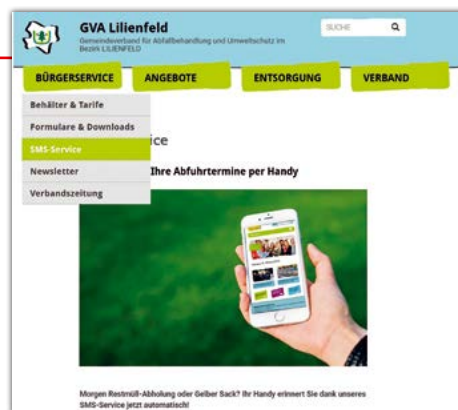 GVA Lilienfeld
Gemeindeverband für Abfallbehandlung und Umweltschutz im
Bezirk LILIENFELD
SUCHE
BÜRGERSERVICE
ANGEBOTE
ENTSORGUNG
VERBAND
Behälter & Tarife
Formulare & Downloads
SMS-Service
Newsletter
Verbandszeitung
ice
Ihre Abfuhrtermine per Handy
Morgen Restmüll-Abholung oder Gelber Sack? Ihr Handy erinnert Sie dank unseres
SMS-Service jetzt automatisch!